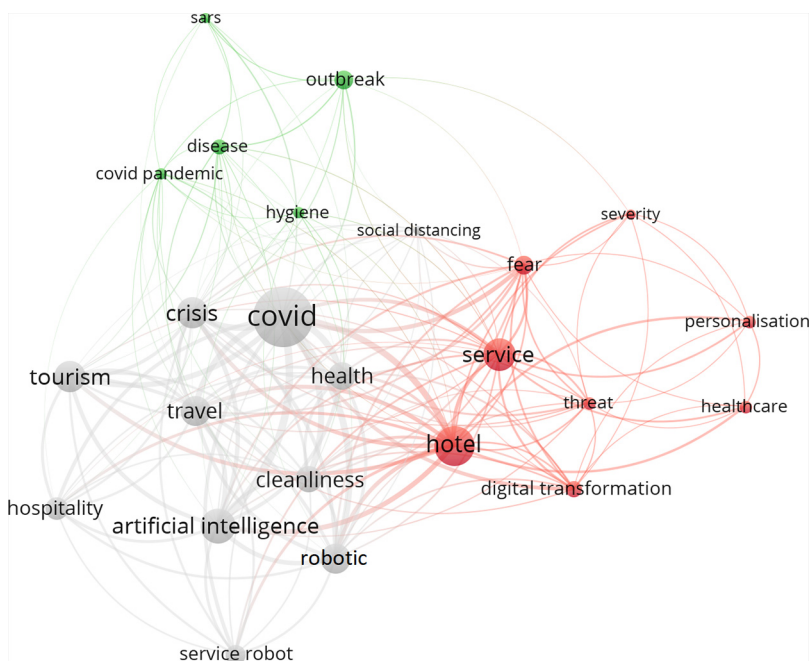 sars
outbreak
disease
covid pandemic
hygiene
severity
social distancing
fear
crisis
covid
personalisation
service
tourism
health
threat
healthcare
travel
hotel
cleanliness
digital transformation
hospitality
artificial intelligence
robotic
service robot